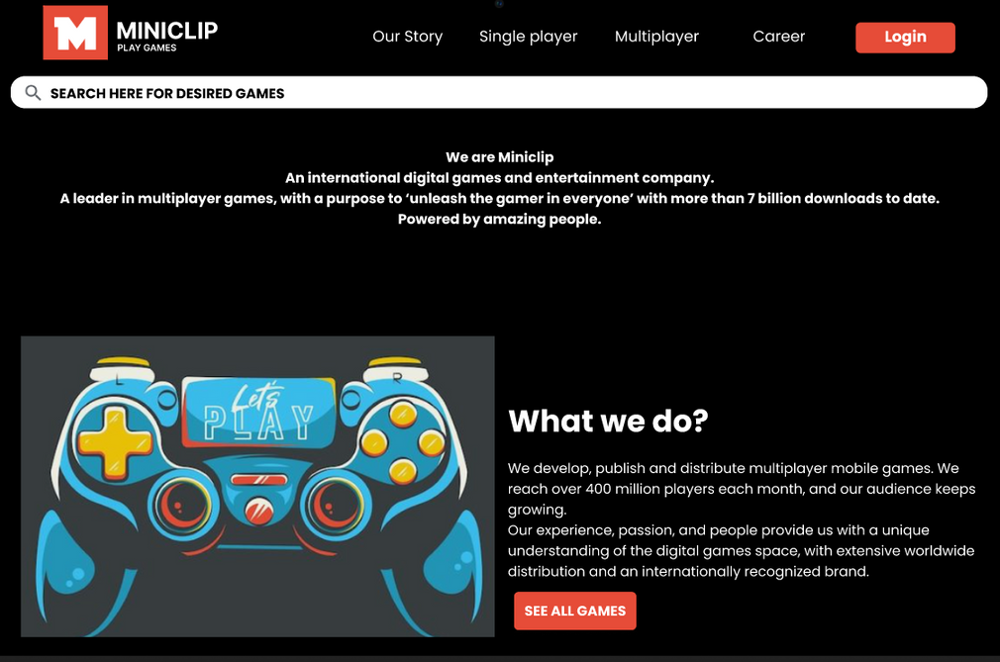 MINICLIP
PLAY GAMES
Our Story
Single player
Multiplayer
Career
Login
SEARCH HERE FOR DESIRED GAMES
We are Miniclip
An international digital games and entertainment company.
A leader in multiplayer games, with a purpose to ‘unleash the gamer in everyone’ with more than 7 billion downloads to date.
Powered by amazing people.
L
R
Let's
PLAY
What we do?
We develop, publish and distribute multiplayer mobile games. We
reach over 400 million players each month, and our audience keeps
growing.
Our experience, passion, and people provide us with a unique
understanding of the digital games space, with extensive worldwide
distribution and an internationally recognized brand.
SEE ALL GAMES